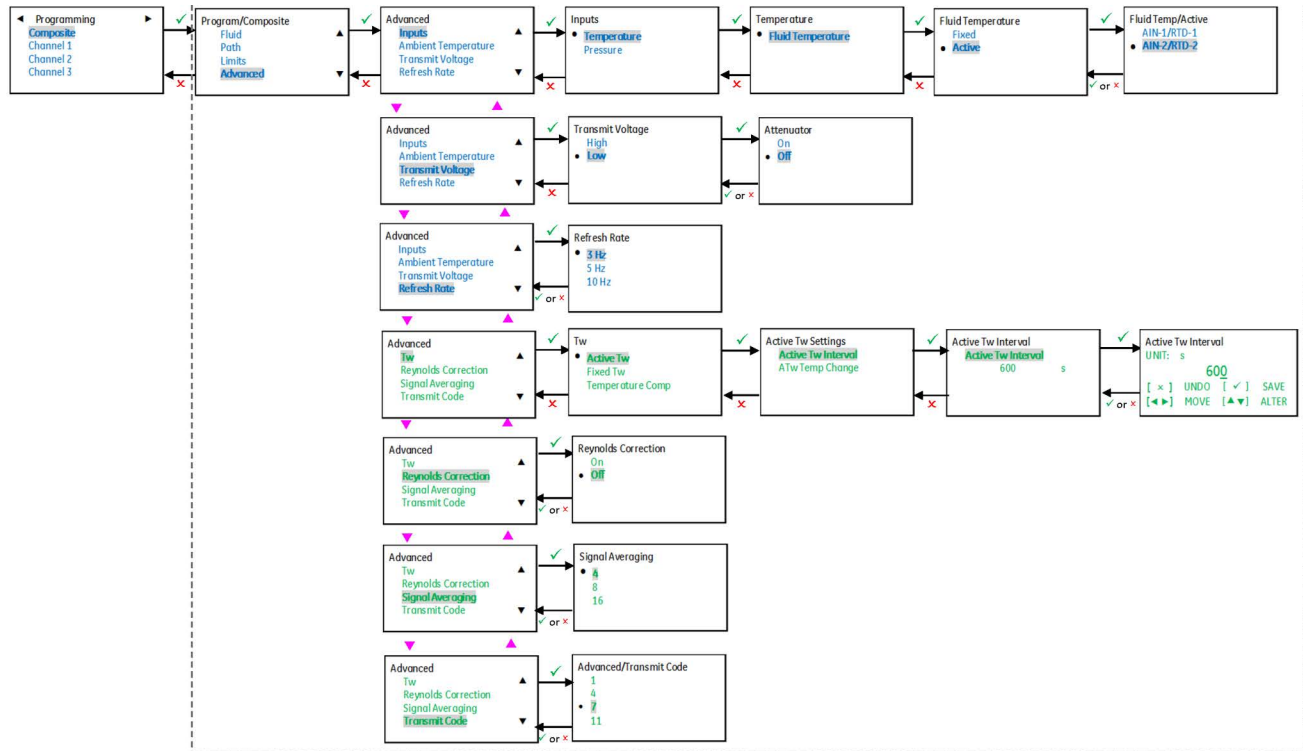 ◄ Programming ►
Composite
Channel 1
Channel 2
Channel 3
✓
x
Program/Composite
Fluid ▲
Path
Limits
Advanced ▼
✓
x
Advanced
Inputs ▲
Ambient Temperature
Transmit Voltage
Refresh Rate ▼
✓
x
Inputs
• Temperature
Pressure
✓
x
Temperature
• Fluid Temperature
✓
x
Fluid Temperature
Fixed
• Active
✓
✓ or x
Fluid Temp/Active
AIN-1/RTD-1
• AIN-2/RTD-2
▼ ▲
Advanced
Inputs ▲
Ambient Temperature
Transmit Voltage
Refresh Rate ▼
✓
x
Transmit Voltage
High
• Low
✓
✓ or x
Attenuator
On
• Off
▼ ▲
Advanced
Inputs ▲
Ambient Temperature
Transmit Voltage
Refresh Rate ▼
✓
✓ or x
Refresh Rate
• 3 Hz
5 Hz
10 Hz
▼ ▲
Advanced
Tw ▲
Reynolds Correction
Signal Averaging
Transmit Code ▼
✓
x
Tw
• Active Tw
Fixed Tw
Temperature Comp
✓
x
Active Tw Settings
Active Tw Interval
ATw Temp Change
✓
x
Active Tw Interval
Active Tw Interval
600 s
✓
✓ or x
Active Tw Interval
UNIT: s
600
[ × ] UNDO [ ✓ ] SAVE
[◄ ►] MOVE [▲▼] ALTER
▼ ▲
Advanced
Tw ▲
Reynolds Correction
Signal Averaging
Transmit Code ▼
✓
✓ or x
Reynolds Correction
On
• Off
▼ ▲
Advanced
Tw ▲
Reynolds Correction
Signal Averaging
Transmit Code ▼
✓
✓ or x
Signal Averaging
• 4
8
16
▼ ▲
Advanced
Tw ▲
Reynolds Correction
Signal Averaging
Transmit Code ▼
✓
✓ or x
Advanced/Transmit Code
1
4
• 7
11